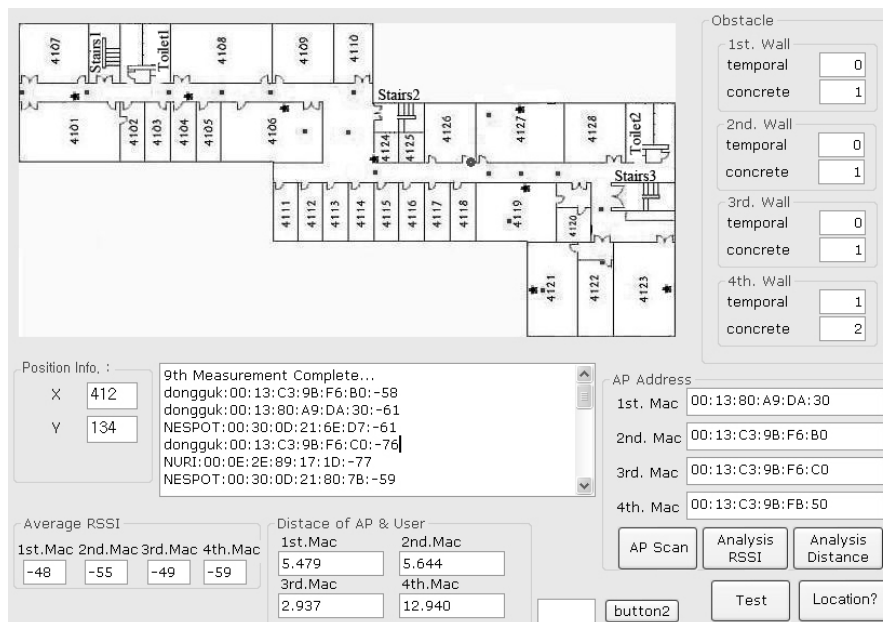 4107
Stairs1
Toilet1
4108
4109
4110
4101
4102
4103
4104
4105
4106
Stairs2
4124
4125
4126
4127
4128
Toilet2
Stairs3
4111
4112
4113
4114
4115
4116
4117
4118
4119
4120
4121
4122
4123
Obstacle
1st. Wall
temporal 0
concrete 1
2nd. Wall
temporal 0
concrete 1
3rd. Wall
temporal 0
concrete 1
4th. Wall
temporal 1
concrete 2
Position Info, :
X 412
Y 134
9th Measurement Complete...
dongguk:00:13:C3:9B:F6:B0:-58
dongguk:00:13:80:A9:DA:30:-61
NESPOT:00:30:0D:21:6E:D7:-61
dongguk:00:13:C3:9B:F6:C0:-76
NURI:00:0E:2E:89:17:1D:-77
NESPOT:00:30:0D:21:80:7B:-59
AP Address
1st. Mac 00:13:80:A9:DA:30
2nd. Mac 00:13:C3:9B:F6:B0
3rd. Mac 00:13:C3:9B:F6:C0
4th. Mac 00:13:C3:9B:FB:50
Average RSSI
1st.Mac 2nd.Mac 3rd.Mac 4th.Mac
-48 -55 -49 -59
Distace of AP & User
1st.Mac 2nd.Mac
5.479 5.644
3rd.Mac 4th.Mac
2.937 12.940
AP Scan
Analysis
RSSI
Analysis
Distance
button2
Test
Location?